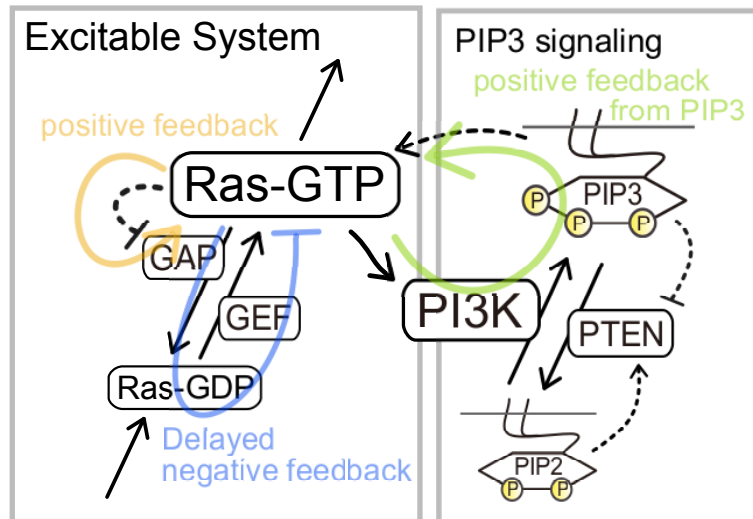 Excitable System
positive feedback
Ras-GTP
GAP
GEF
Ras-GDP
Delayed
negative feedback
PIP3 signaling
positive feedback
from PIP3
PIP3
P
P
P
PI3K
PTEN
PIP2
P
P